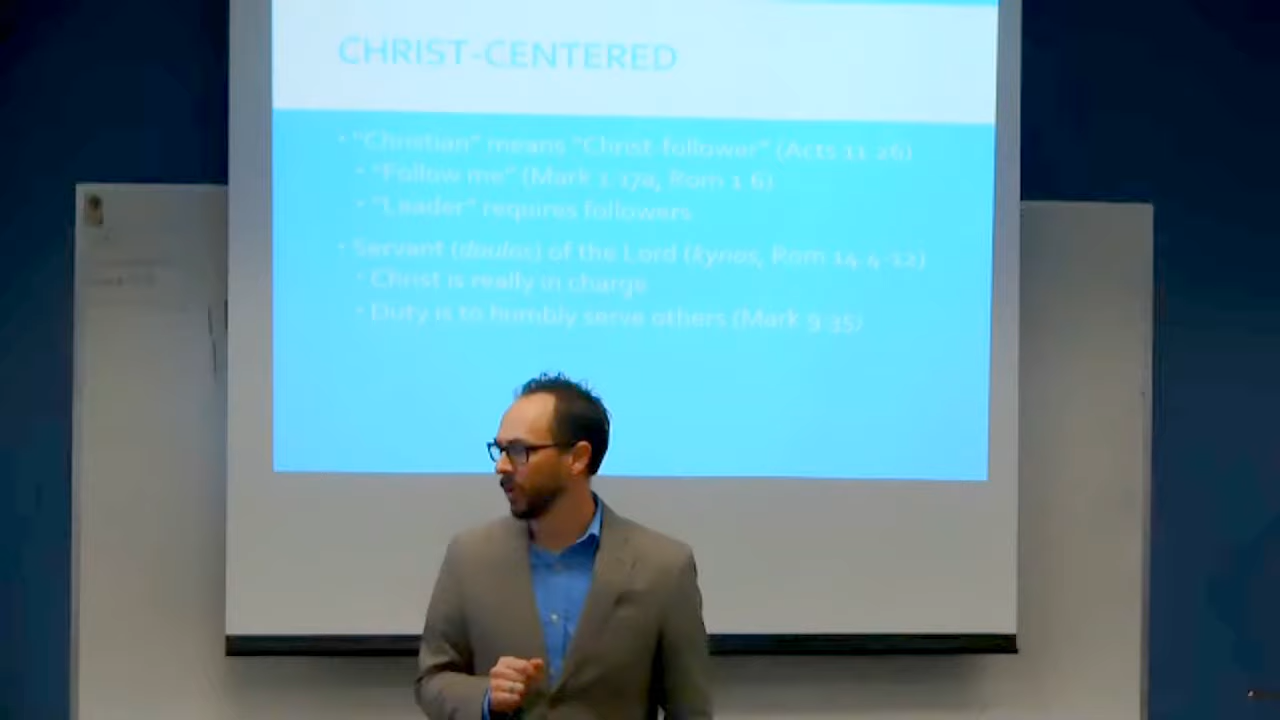 CHRIST-CENTERED
• "Christian" means "Christ-follower" (Acts 11.26)
• "Follow me" (Mark 1.17a, Rom 1.6)
• "Leader" requires followers
• Servant (doulos) of the Lord (kyrios, Rom 14.4-12)
• Christ is really in charge
• Duty is to humbly serve others (Mark 9.35)